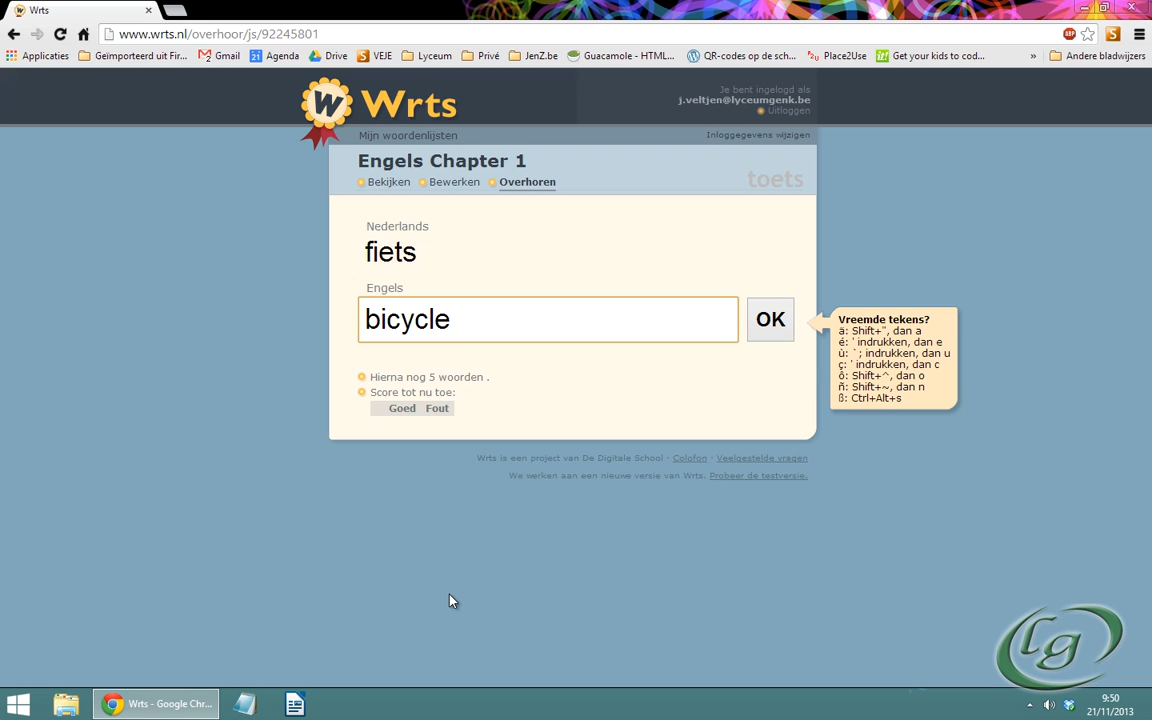 Wrts
www.wrts.nl/overhoor/js/92245801
Applicaties Geïmporteerd uit Fir... Gmail Agenda Drive VEJE Lyceum Privé JenZ.be Guacamole - HTML... QR-codes op de sch... Place2Use Get your kids to cod... » Andere bladwijzers
W Wrts
Je bent ingelogd als
j.veltjen@lyceumgenk.be
Uitloggen
Mijn woordenlijsten Inloggegevens wijzigen
Engels Chapter 1
Bekijken Bewerken Overhoren toets
Nederlands
fiets
Engels
bicycle OK
Vreemde tekens?
ä: Shift+", dan a
é: ' indrukken, dan e
ù: ` ; indrukken, dan u
ç: ' indrukken, dan c
ô: Shift+^, dan o
ñ: Shift+~, dan n
ß: Ctrl+Alt+s
Hierna nog 5 woorden .
Score tot nu toe:
Goed Fout
Wrts is een project van De Digitale School · Colofon · Veelgestelde vragen
We werken aan een nieuwe versie van Wrts. Probeer de testversie.
lg
Wrts - Google Chr...
9:50
21/11/2013